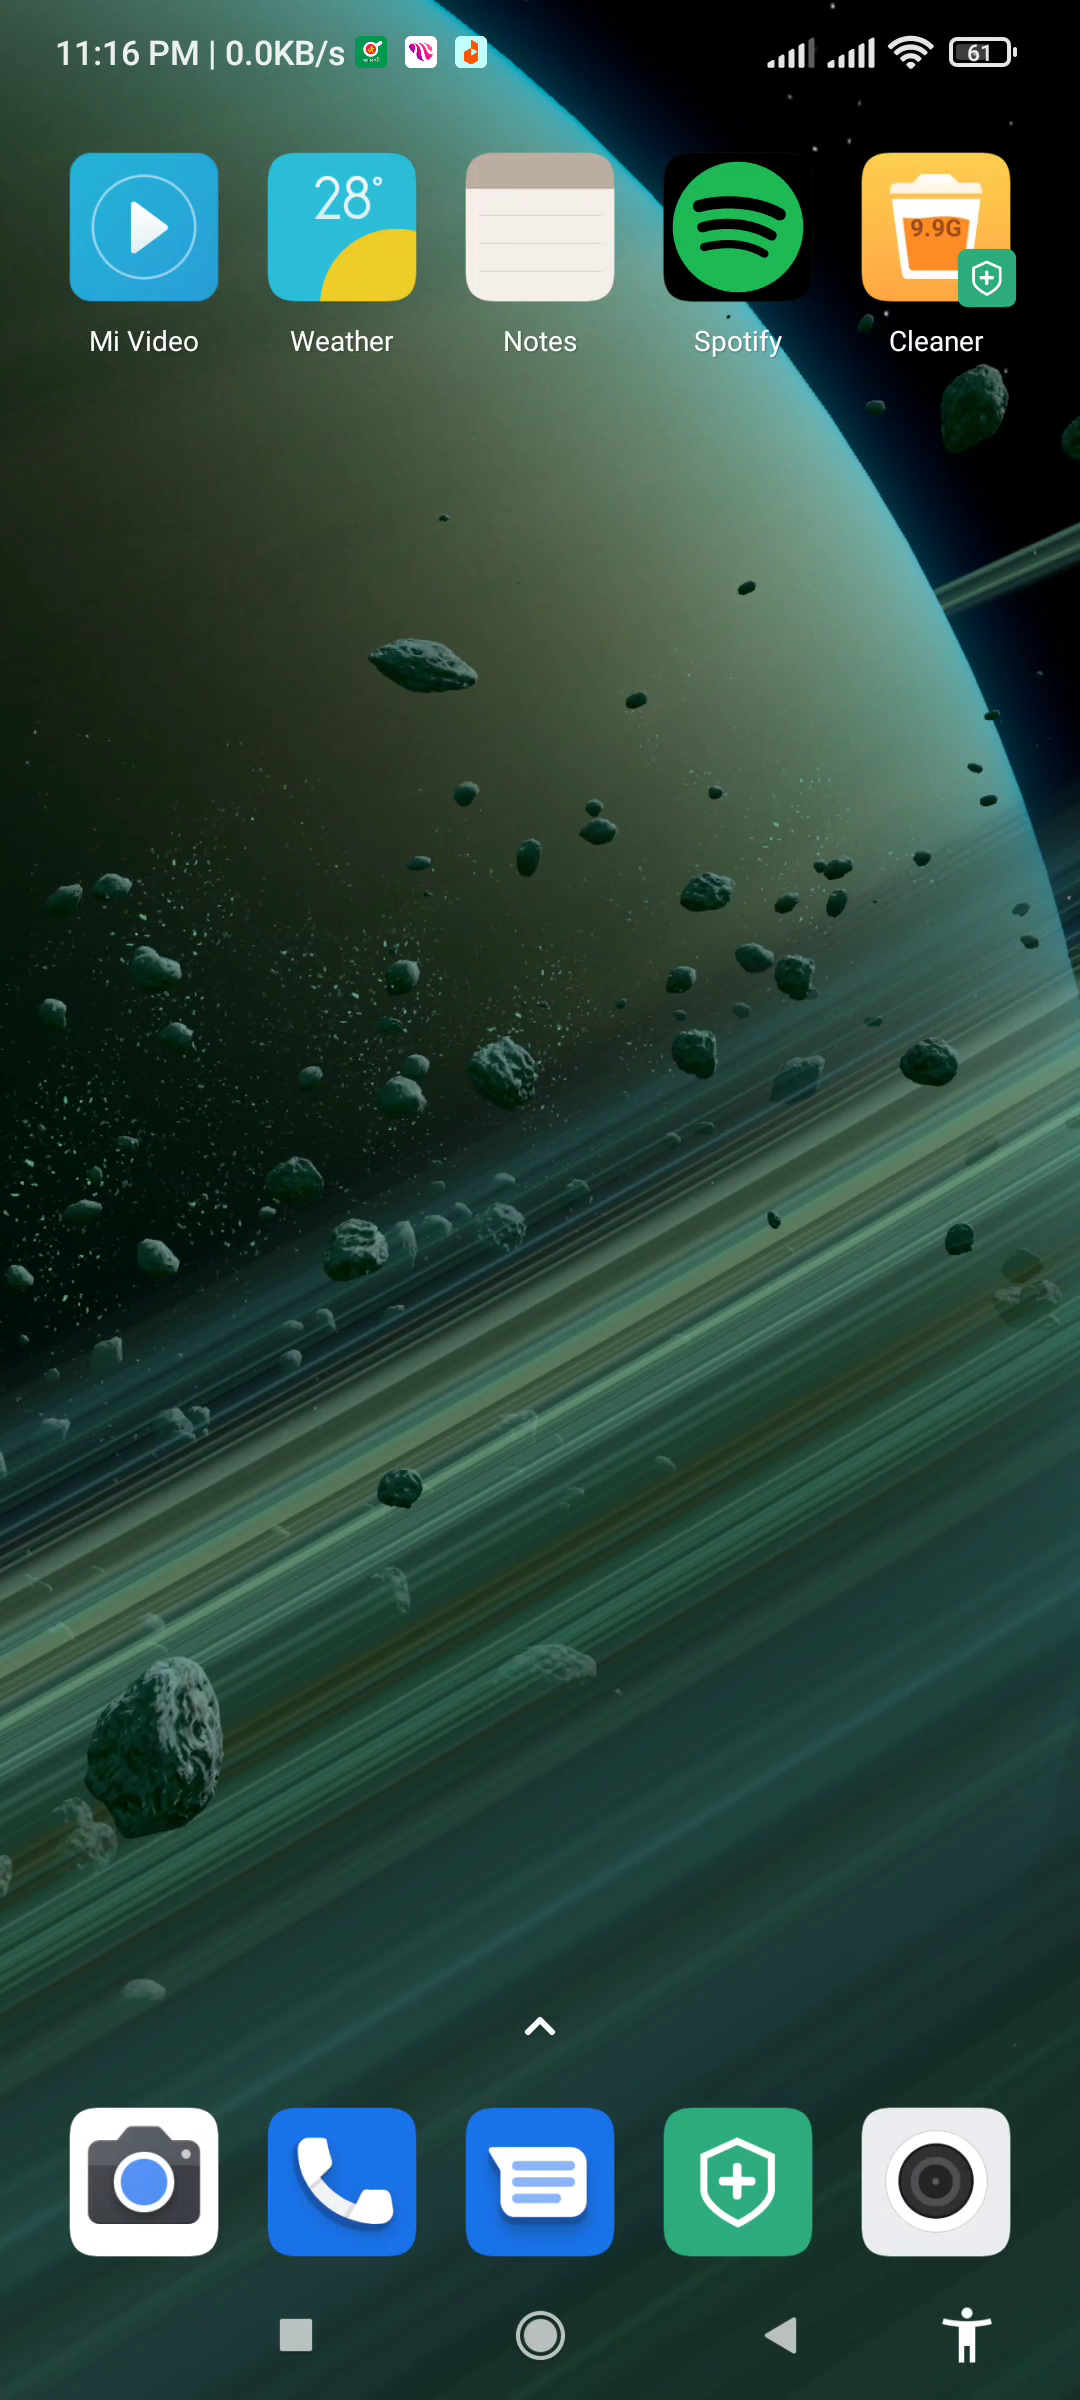 11:16 PM | 0.0KB/s
61
28°
9.9G
Mi Video
Weather
Notes
Spotify
Cleaner